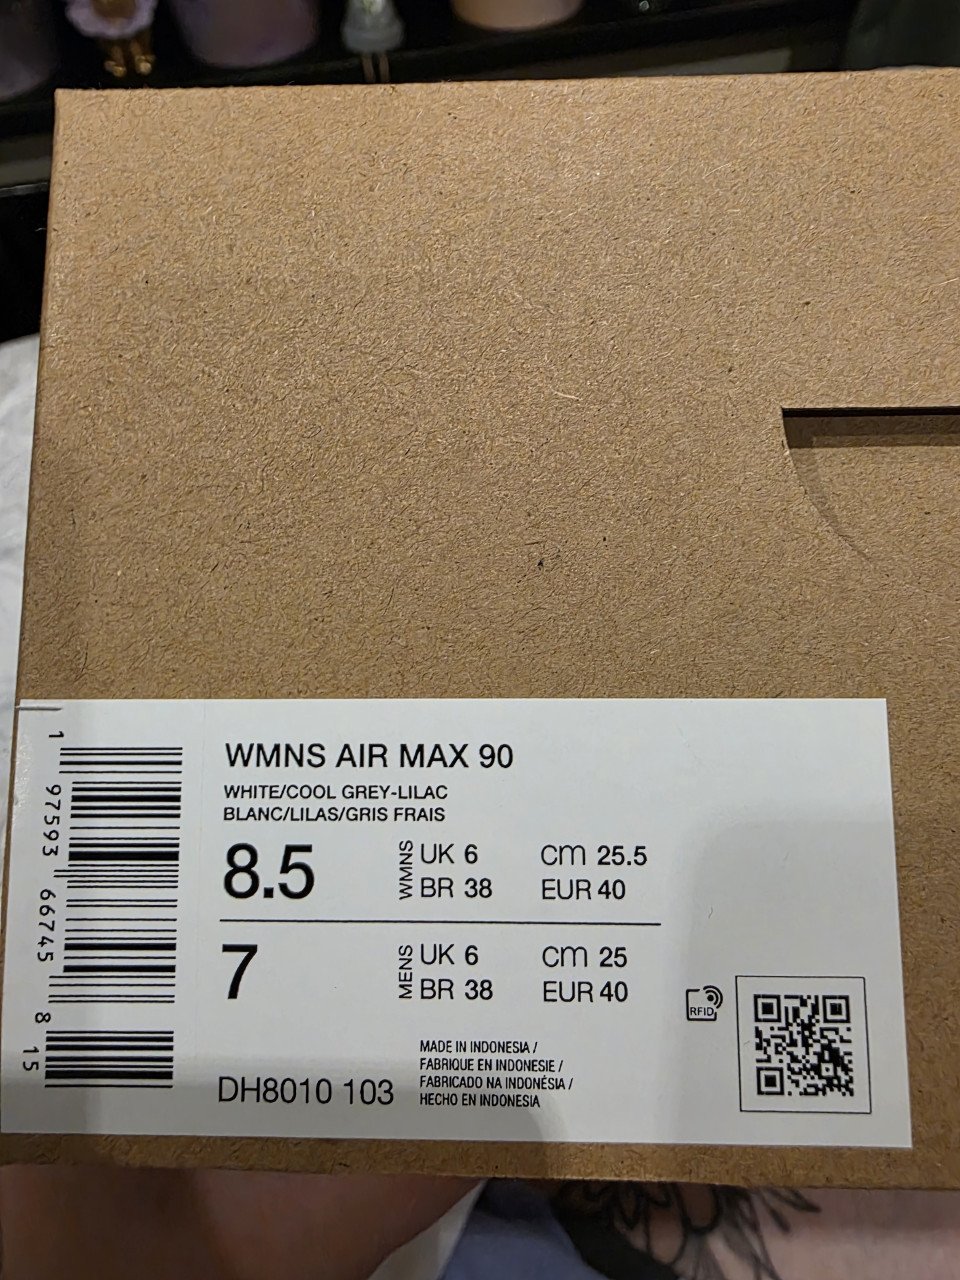 WMNS AIR MAX 90
WHITE/COOL GREY-LILAC
BLANC/LILAS/GRIS FRAIS
8.5 WMNS UK 6 cm 25.5
BR 38 EUR 40
7 MENS UK 6 cm 25
BR 38 EUR 40
RFID
MADE IN INDONESIA /
FABRIQUE EN INDONESIE /
FABRICADO NA INDONÉSIA /
HECHO EN INDONESIA
DH8010 103
1 97593 66745 8 15